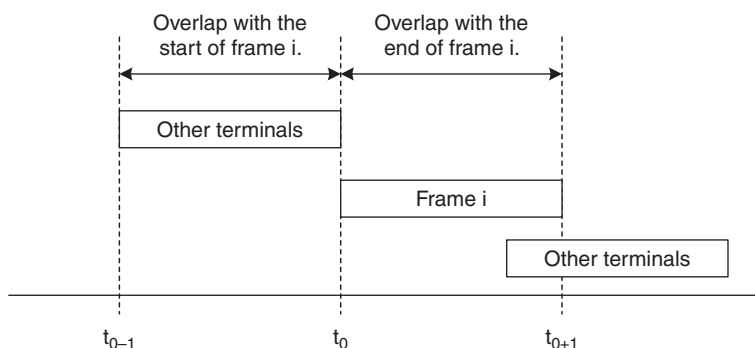 Overlap with the
start of frame i.
Overlap with the
end of frame i.
Other terminals
Frame i
Other terminals
t0–1
t0
t0+1